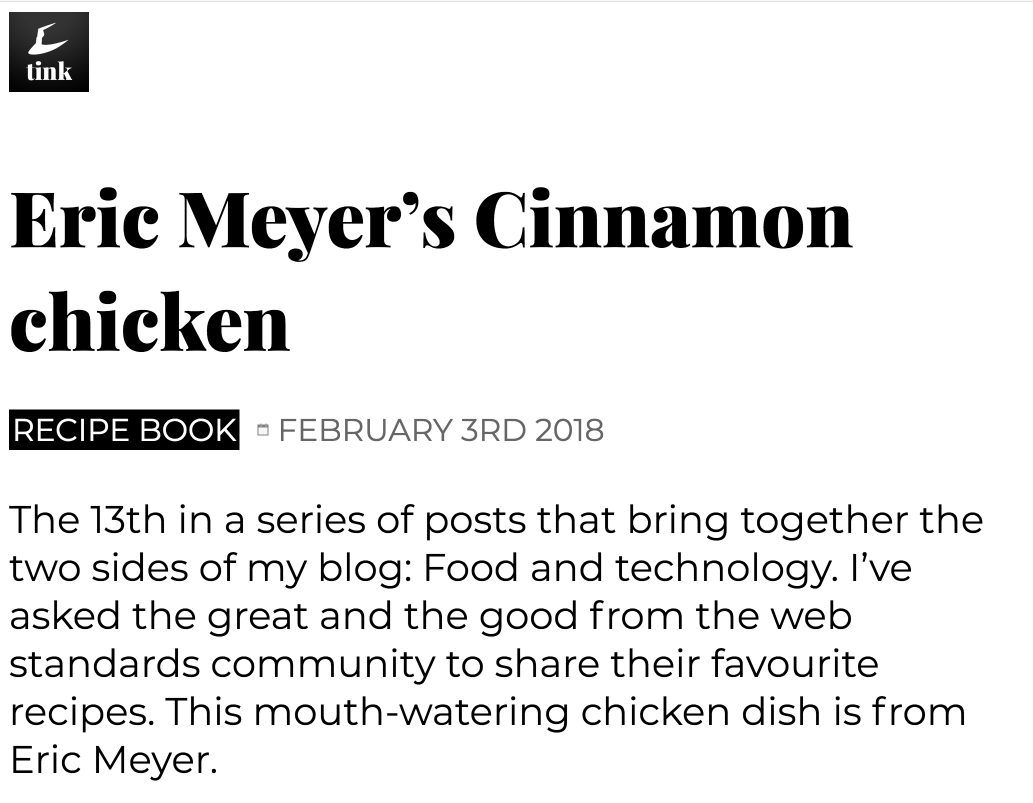 tink
Eric Meyer’s Cinnamon
chicken
RECIPE BOOK FEBRUARY 3RD 2018
The 13th in a series of posts that bring together the
two sides of my blog: Food and technology. I’ve
asked the great and the good from the web
standards community to share their favourite
recipes. This mouth-watering chicken dish is from
Eric Meyer.